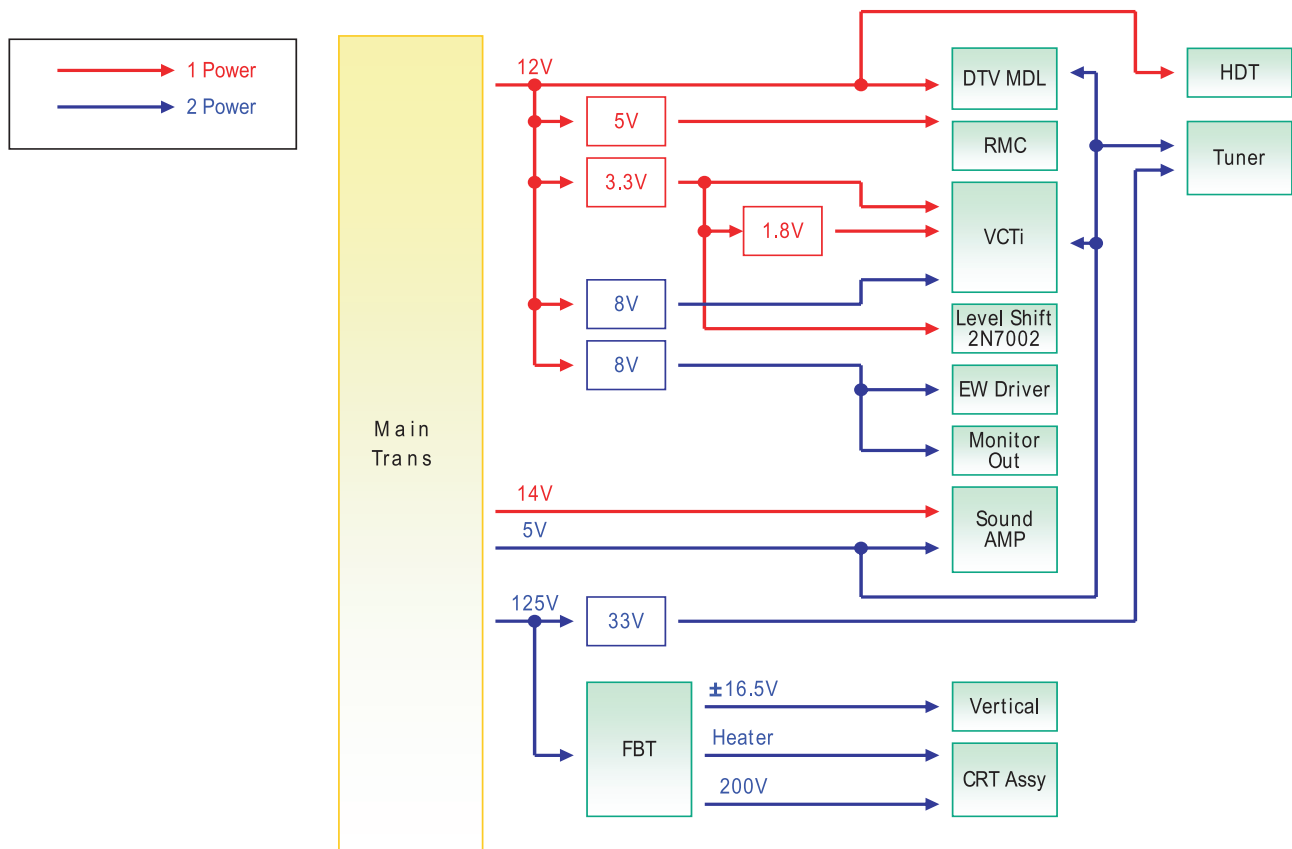 1 Power
2 Power
Main
Trans
12V
5V
3.3V
1.8V
8V
8V
14V
5V
125V
33V
FBT
±16.5V
Heater
200V
DTV MDL
RMC
VCTi
Level Shift
2N7002
EW Driver
Monitor
Out
Sound
AMP
Vertical
CRT Assy
HDT
Tuner